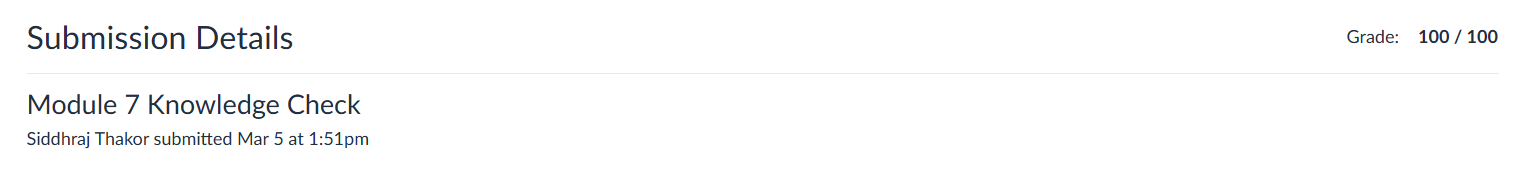 Submission Details
Grade: 100 / 100
Module 7 Knowledge Check
Siddhraj Thakor submitted Mar 5 at 1:51pm